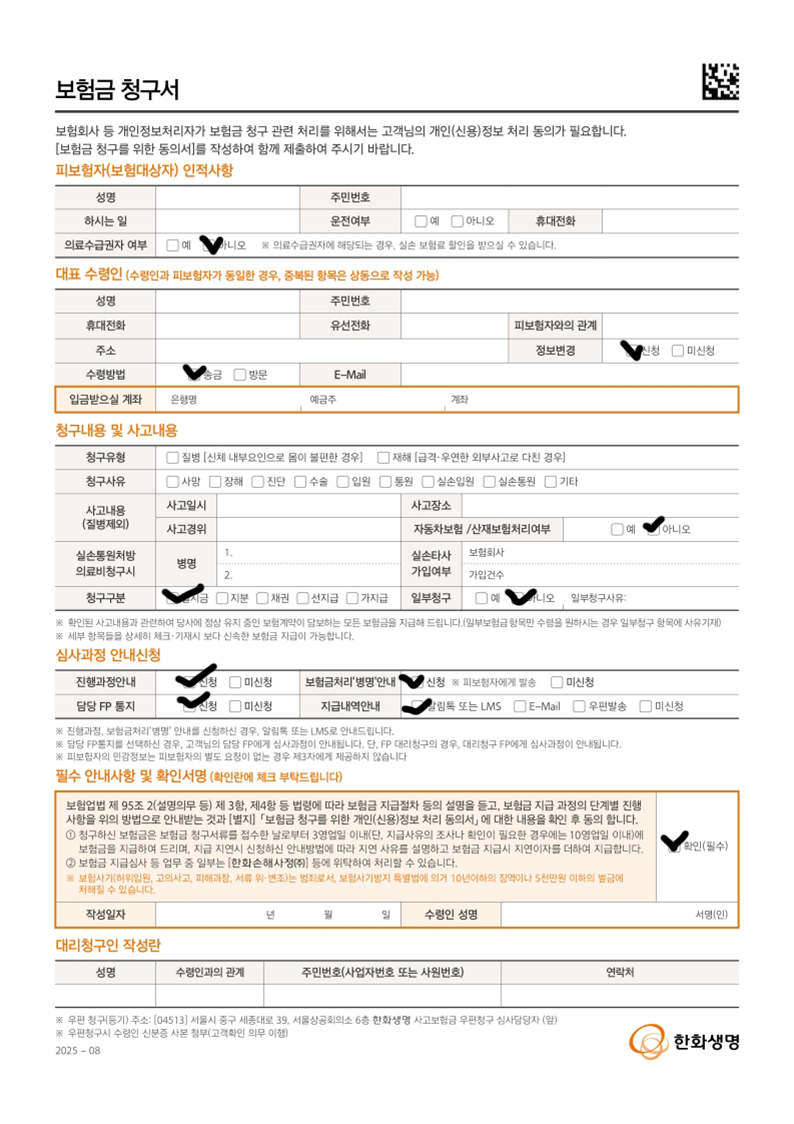 보험금 청구서
보험회사 등 개인정보처리자가 보험금 청구 관련 처리를 위해서는 고객님의 개인(신용)정보 처리 동의가 필요합니다.
[보험금 청구를 위한 동의서]를 작성하여 함께 제출하여 주시기 바랍니다.
피보험자(보험대상자) 인적사항
성명 주민번호
하시는 일 운전여부 예 아니오 휴대전화
의료수급권자 여부 예 아니오 ※ 의료수급권자에 해당되는 경우, 실손 보험료 할인을 받으실 수 있습니다.
대표 수령인 (수령인과 피보험자가 동일한 경우, 중복된 항목은 상동으로 작성 가능)
성명 주민번호
휴대전화 유선전화 피보험자와의 관계
주소 정보변경 신청 미신청
수령방법 송금 방문 E-Mail
입금받으실 계좌 은행명 예금주 계좌
청구내용 및 사고내용
청구유형 질병 [신체 내부요인으로 몸이 불편한 경우] 재해 [급격·우연한 외부사고로 다친 경우]
청구사유 사망 장해 진단 수술 입원 통원 실손입원 실손통원 기타
사고내용 (질병제외) 사고일시 사고장소
사고경위 자동차보험 /산재보험처리여부 예 아니오
실손통원처방 의료비청구시 병명 1. 실손타사 가입여부 보험회사
2. 가입건수
청구구분 지금 지분 채권 선지급 가지급 일부청구 예 아니오 일부청구사유:
※ 확인된 사고내용과 관련하여 당사에 정상 유지 중인 보험계약이 담보하는 모든 보험금을 지급해 드립니다.(일부보험금항목만 수령을 원하시는 경우 일부청구 항목에 사유기재)
※ 세부 항목들을 상세히 체크·기재시 보다 신속한 보험금 지급이 가능합니다.
심사과정 안내신청
진행과정안내 신청 미신청 보험금처리'병명'안내 신청 ※ 피보험자에게 발송 미신청
담당 FP 통지 신청 미신청 지급내역안내 알림톡 또는 LMS E-Mail 우편발송 미신청
※ 진행과정, 보험금처리'병명' 안내를 신청하신 경우, 알림톡 또는 LMS로 안내드립니다.
※ 담당 FP통지를 선택하신 경우, 고객님의 담당 FP에게 심사과정이 안내됩니다. 단, FP 대리청구의 경우, 대리청구 FP에게 심사과정이 안내됩니다.
※ 피보험자의 민감정보는 피보험자의 별도 요청이 없는 경우 제3자에게 제공하지 않습니다
필수 안내사항 및 확인서명 (확인란에 체크 부탁드립니다)
보험업법 제 95조 2(설명의무 등) 제 3항, 제4항 등 법령에 따라 보험금 지급절차 등의 설명을 듣고, 보험금 지급 과정의 단계별 진행
사항을 위의 방법으로 안내받는 것과 [별지]「보험금 청구를 위한 개인(신용)정보 처리 동의서」에 대한 내용을 확인 후 동의 합니다.
① 청구하신 보험금은 보험금 청구서류를 접수한 날로부터 3영업일 이내(단, 지급사유의 조사나 확인이 필요한 경우에는 10영업일 이내)에
보험금을 지급하여 드리며, 지급 지연시 신청하신 안내방법에 따라 지연 사유를 설명하고 보험금 지급시 지연이자를 더하여 지급합니다.
② 보험금 지급심사 등 업무 중 일부는 [한화손해사정㈜] 등에 위탁하여 처리할 수 있습니다.
※ 보험사기(허위입원, 고의사고, 피해과장, 서류 위·변조)는 범죄로서, 보험사기방지 특별법에 의거 10년이하의 징역이나 5천만원 이하의 벌금에
처해질 수 있습니다.
확인(필수)
작성일자 년 월 일 수령인 성명 서명(인)
대리청구인 작성란
성명 수령인과의 관계 주민번호(사업자번호 또는 사원번호) 연락처
※ 우편 청구(등기) 주소: [04513] 서울시 중구 세종대로 39, 서울상공회의소 6층 한화생명 사고보험금 우편청구 심사담당자 (앞)
※ 우편청구시 수령인 신분증 사본 첨부(고객확인 의무 이행)
2025 - 08
한화생명